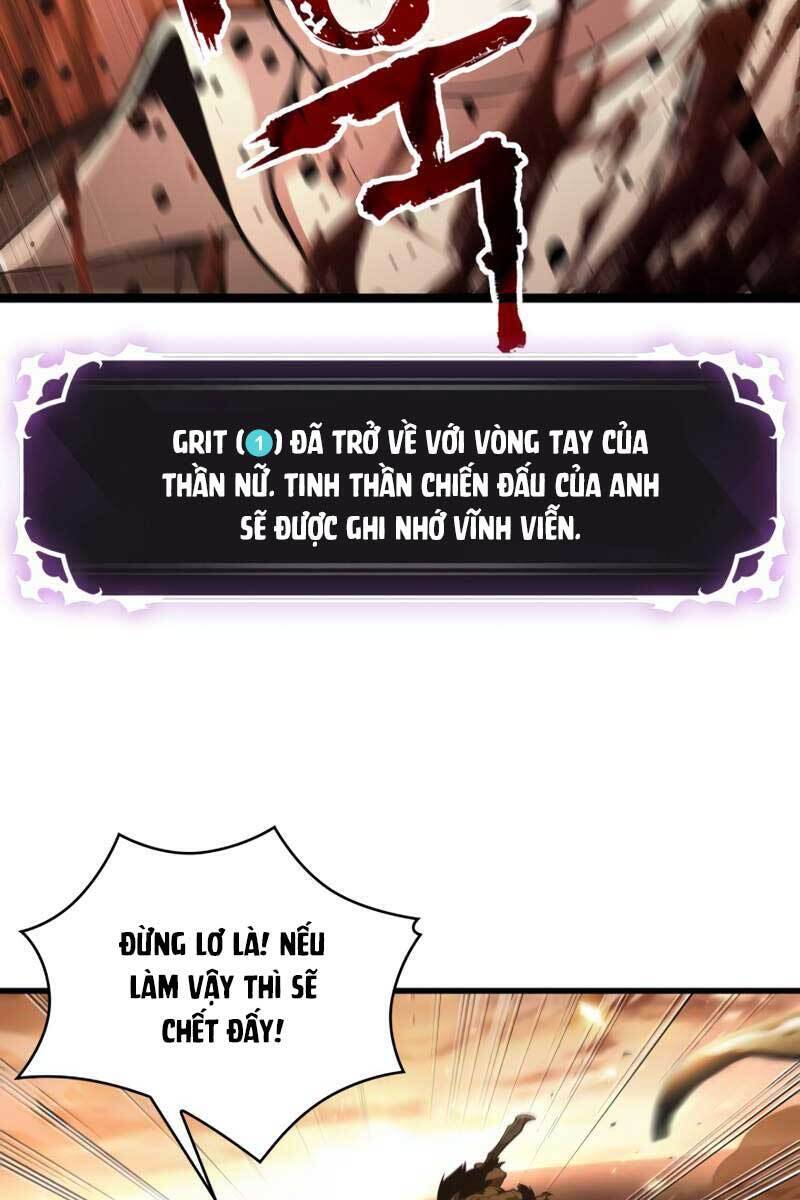 GRIT (1) ĐÃ TRỞ VỀ VỚI VÒNG TAY CỦA
THẦN NỮ. TINH THẦN CHIẾN ĐẤU CỦA ANH
SẼ ĐƯỢC GHI NHỚ VĨNH VIỄN.
ĐỪNG LƠ LÀ! NẾU
LÀM VẬY THÌ SẼ
CHẾT ĐẤY!